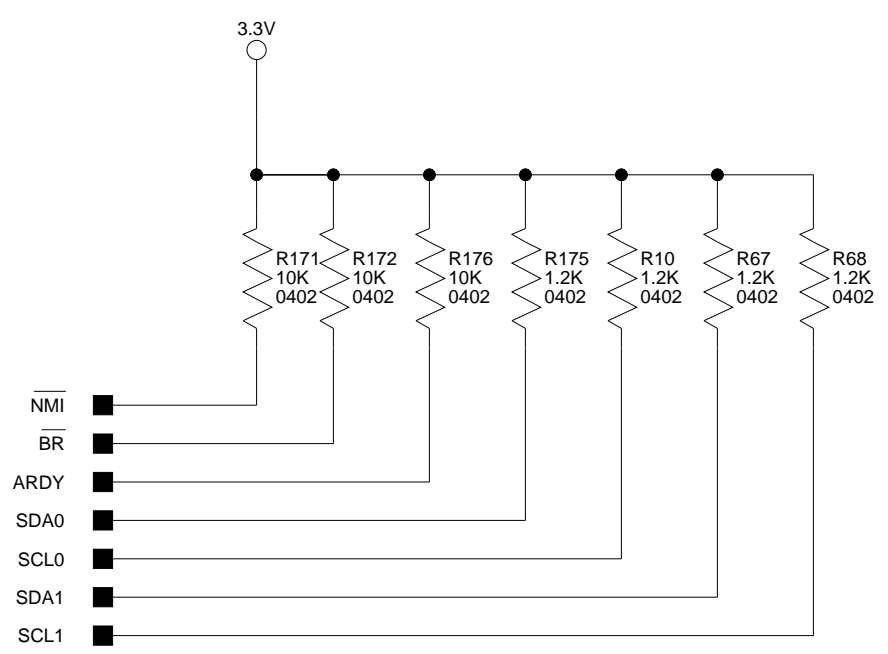 3.3V
R171
10K
0402
R172
10K
0402
R176
10K
0402
R175
1.2K
0402
R10
1.2K
0402
R67
1.2K
0402
R68
1.2K
0402
NMI
BR
ARDY
SDA0
SCL0
SDA1
SCL1